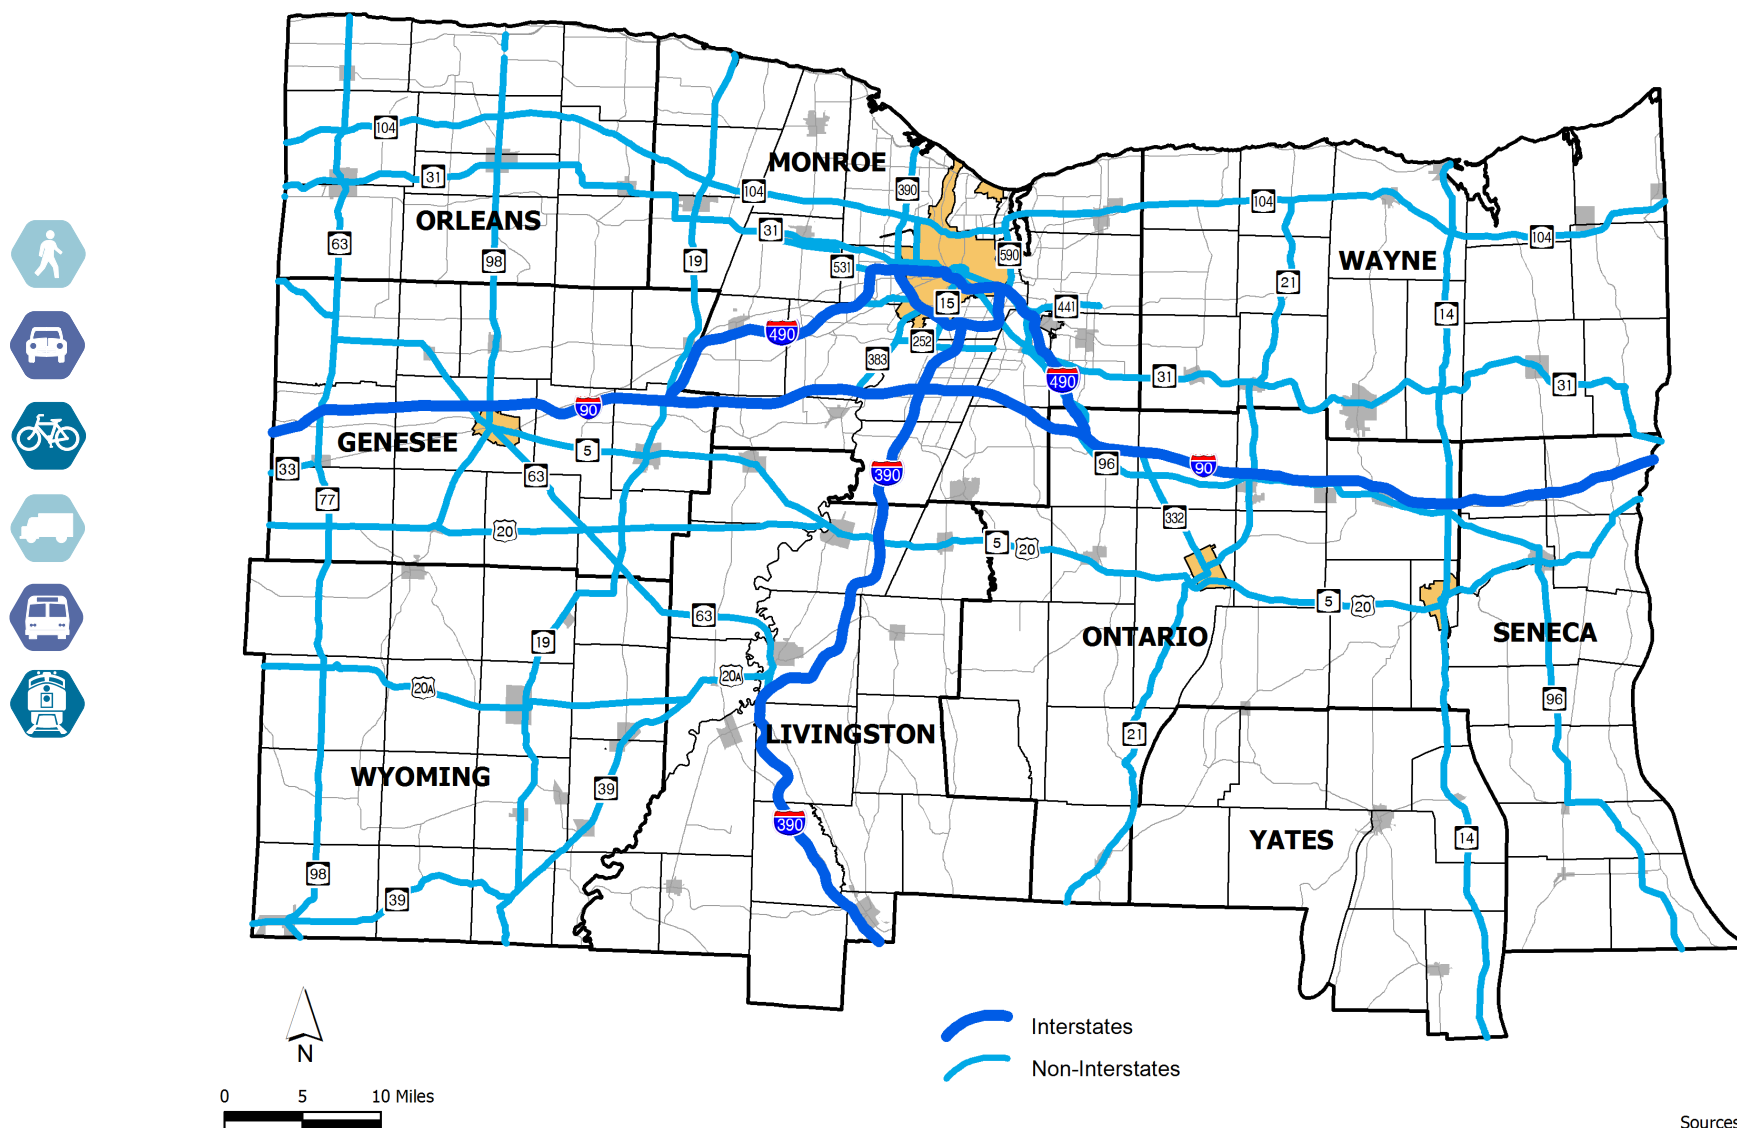 104
31
MONROE
104
390
ORLEANS
63
98
19
31
531
590
104
WAYNE
104
21
14
15
441
490
252
383
31
490
31
90
GENESEE
5
33
63
77
390
96
90
20
332
5
20
63
19
5
20
ONTARIO
SENECA
20A
20A
96
LIVINGSTON
21
WYOMING
39
390
YATES
14
98
39
N
Interstates
Non-Interstates
0 5 10 Miles
Sources